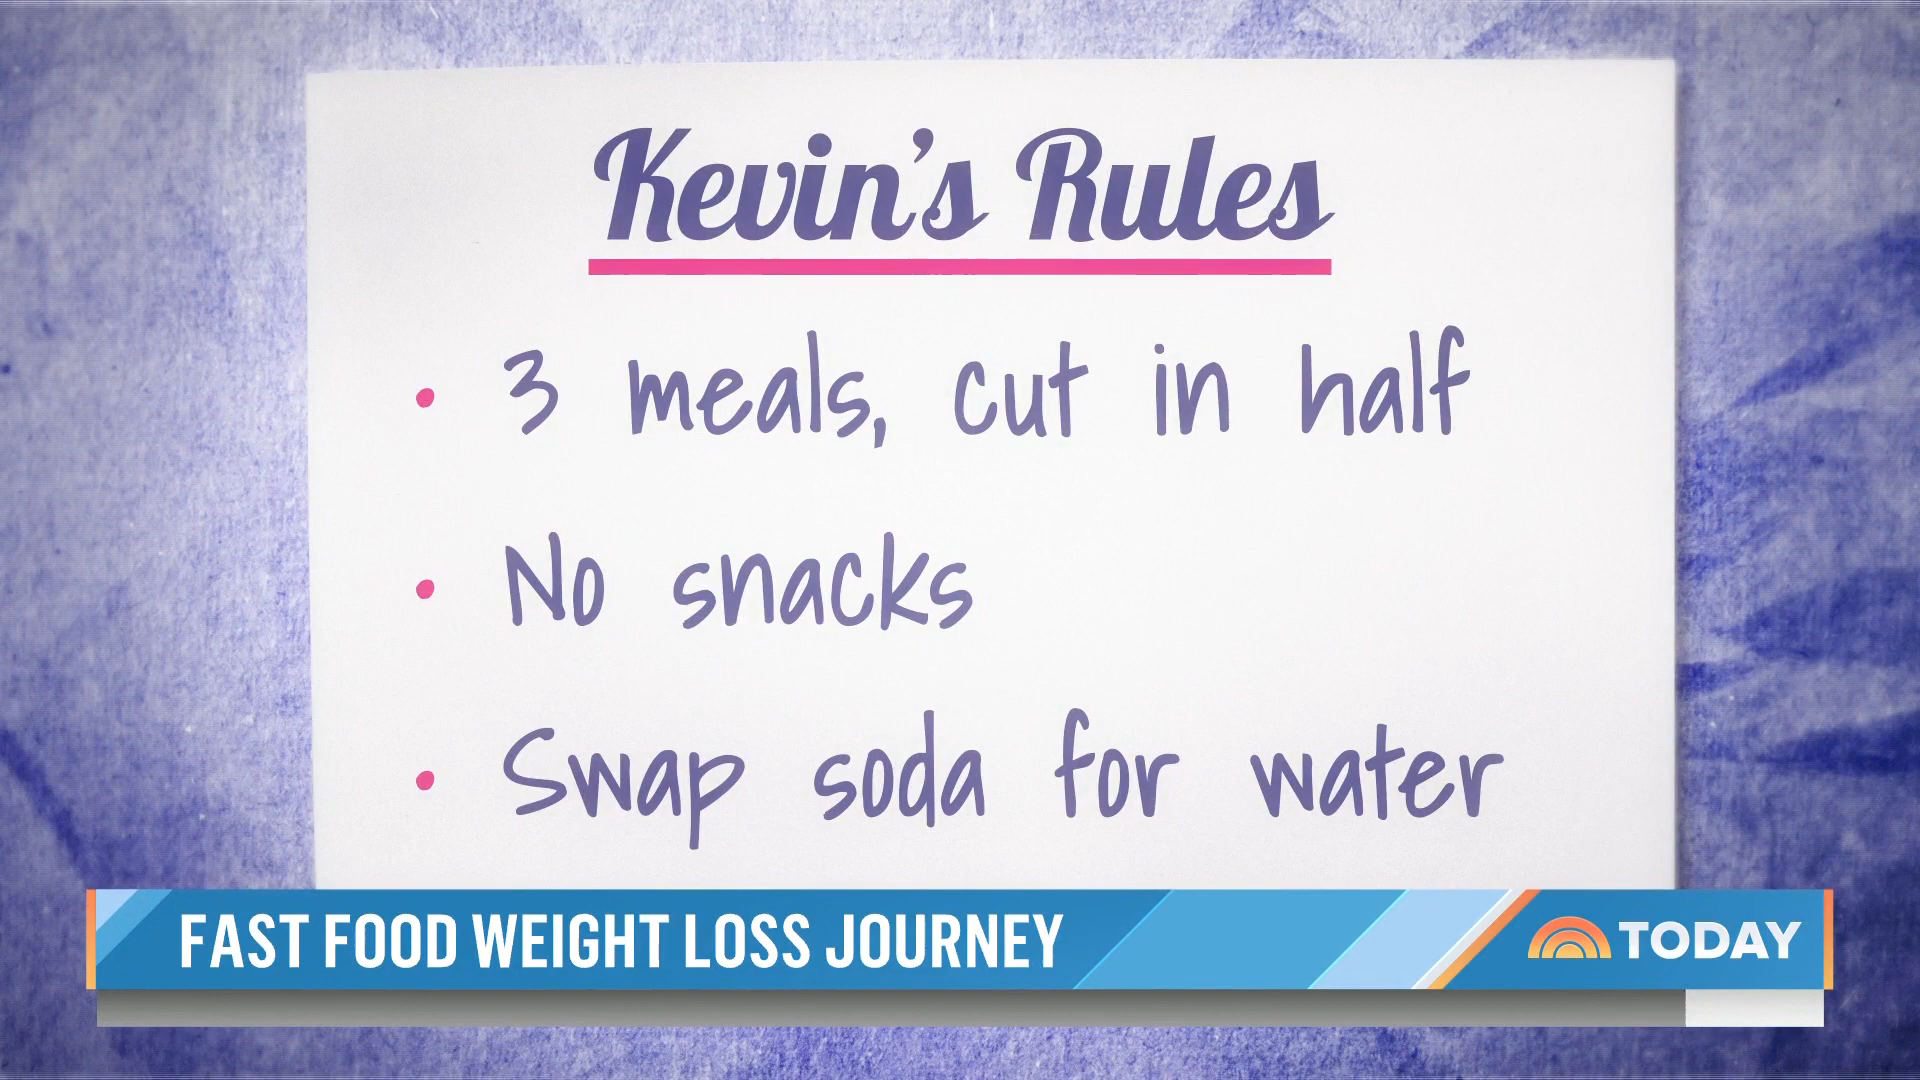 Kevin's Rules
• 3 meals, cut in half
• No snacks
• Swap soda for water
FAST FOOD WEIGHT LOSS JOURNEY
TODAY